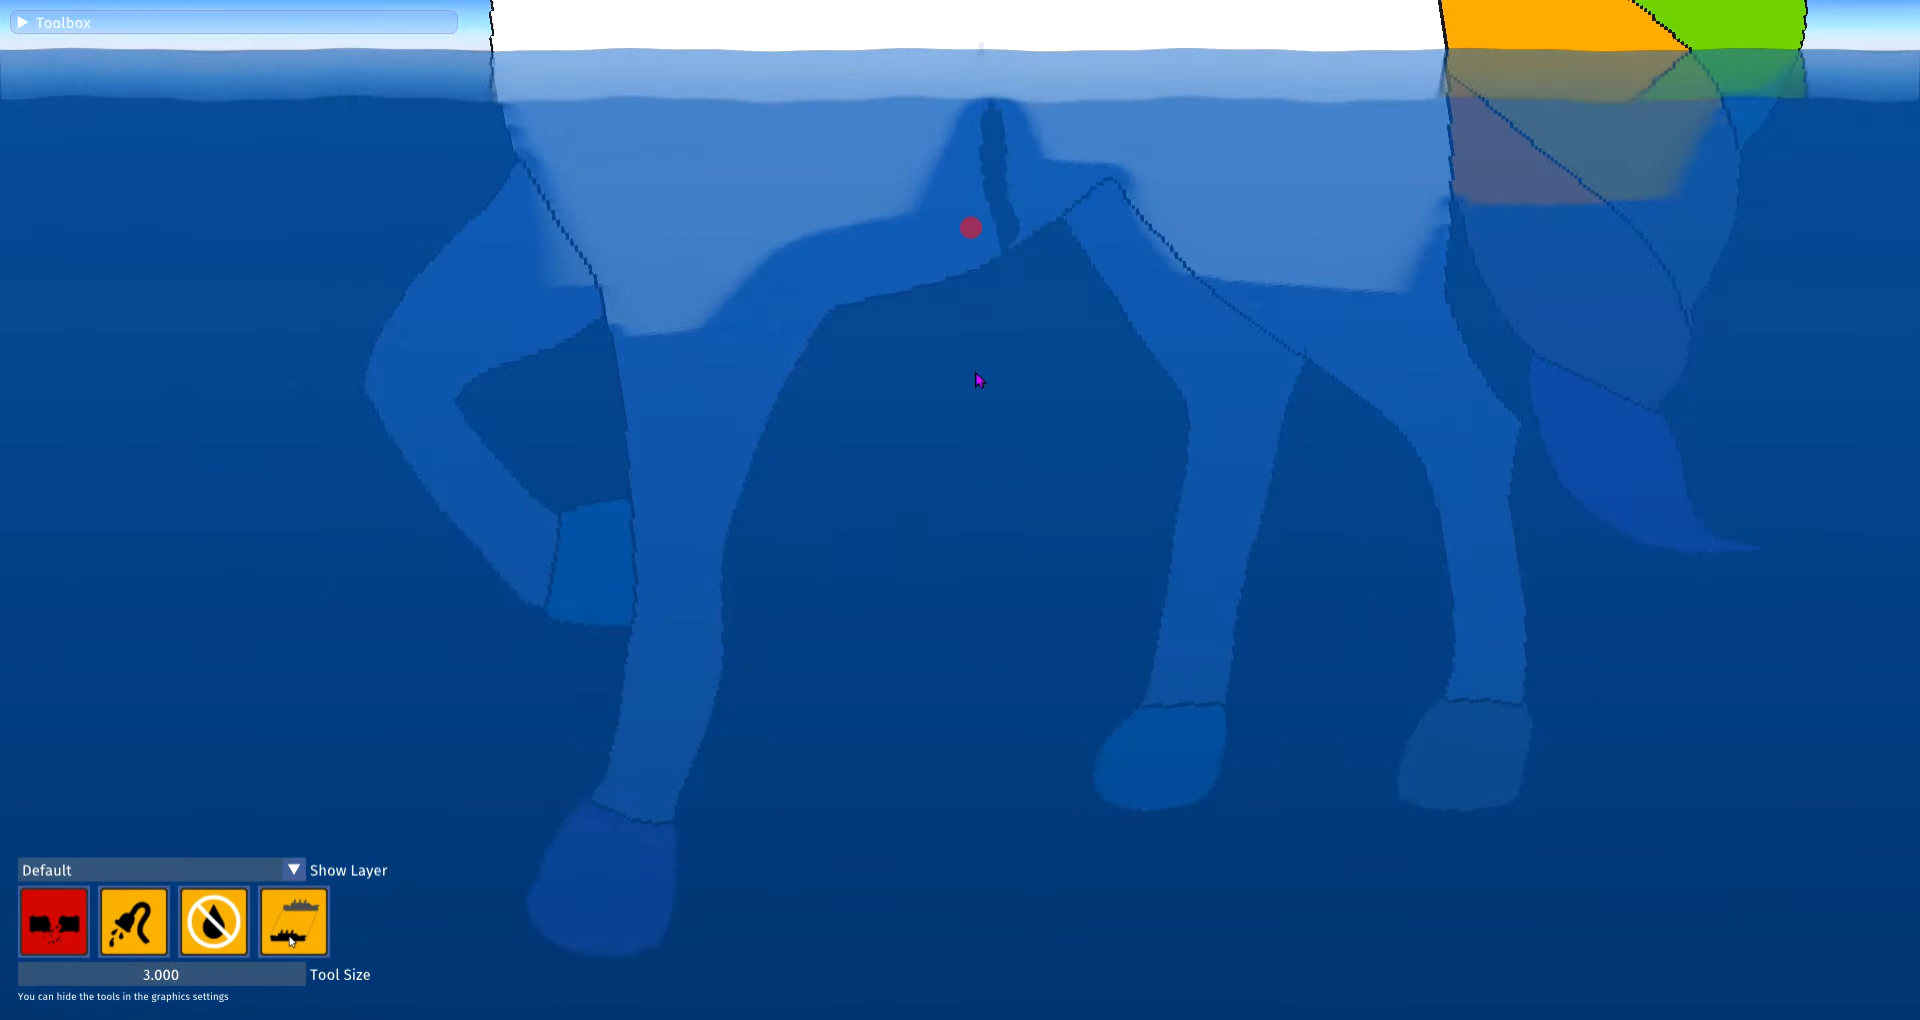 Toolbox
Default
Show Layer
3.000
Tool Size
You can hide the tools in the graphics settings